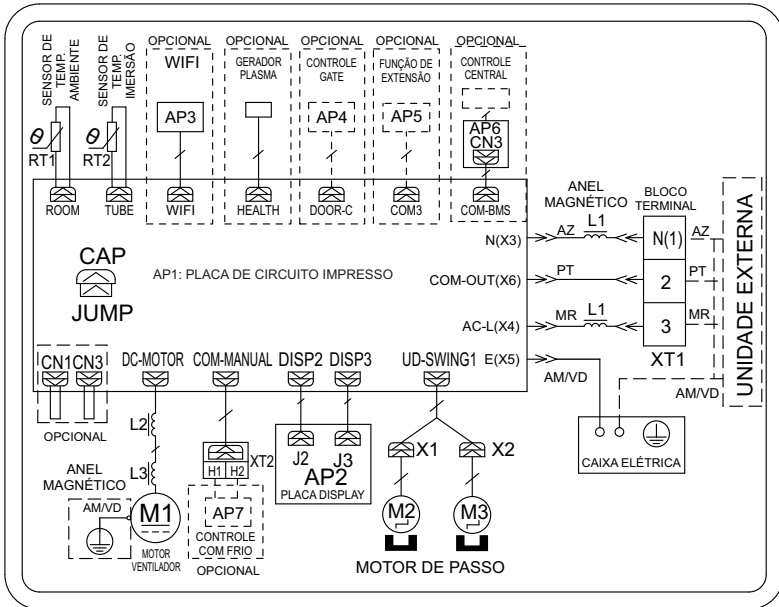 SENSOR DE
TEMP.
AMBIENTE
SENSOR DE
TEMP.
IMERSÃO
OPCIONAL
WIFI
AP3
OPCIONAL
GERADOR
PLASMA
OPCIONAL
CONTROLE
GATE
AP4
OPCIONAL
FUNÇÃO DE
EXTENSÃO
AP5
OPCIONAL
CONTROLE
CENTRAL
AP6
CN3
θ
RT1
θ
RT2
ROOM
TUBE
WIFI
HEALTH
DOOR-C
COM3
COM-BMS
ANEL
MAGNÉTICO
BLOCO
TERMINAL
N(X3)
AZ
L1
N(1)
AZ
CAP
JUMP
AP1: PLACA DE CIRCUITO IMPRESSO
COM-OUT(X6)
PT
2
PT
AC-L(X4)
MR
L1
3
MR
XT1
UNIDADE EXTERNA
CN1
CN3
OPCIONAL
DC-MOTOR
COM-MANUAL
DISP2
DISP3
UD-SWING1
E(X5)
AM/VD
AM/VD
CAIXA ELÉTRICA
L2
L3
ANEL
MAGNÉTICO
AM/VD
M1
MOTOR
VENTILADOR
XT2
H1
H2
AP7
CONTROLE
COM FRIO
OPCIONAL
J2
J3
AP2
PLACA DISPLAY
X1
X2
M2
M3
MOTOR DE PASSO